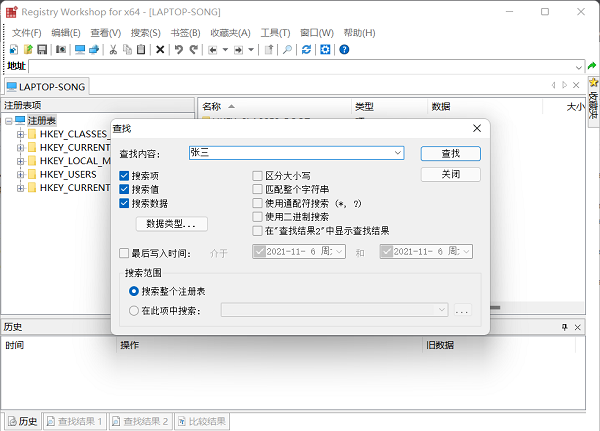 Registry Workshop for x64 - [LAPTOP-SONG]
文件(F) 编辑(E) 查看(V) 搜索(S) 书签(B) 收藏夹(A) 工具(T) 窗口(W) 帮助(H)
地址
LAPTOP-SONG
注册表项 名称 类型 数据 大小
收藏夹
注册表
HKEY_CLASSES_
HKEY_CURRENT
HKEY_LOCAL_M
HKEY_USERS
HKEY_CURRENT
查找
查找内容: 张三 查找
关闭
搜索项 区分大小写
搜索值 匹配整个字符串
搜索数据 使用通配符搜索 (*, ?)
使用二进制搜索
数据类型... 在"查找结果2"中显示查找结果
最后写入时间: 介于 2021-11- 6 周 和 2021-11- 6 周
搜索范围
搜索整个注册表
在此项中搜索: ...
历史
时间 操作 旧数据
历史 查找结果 1 查找结果 2 比较结果